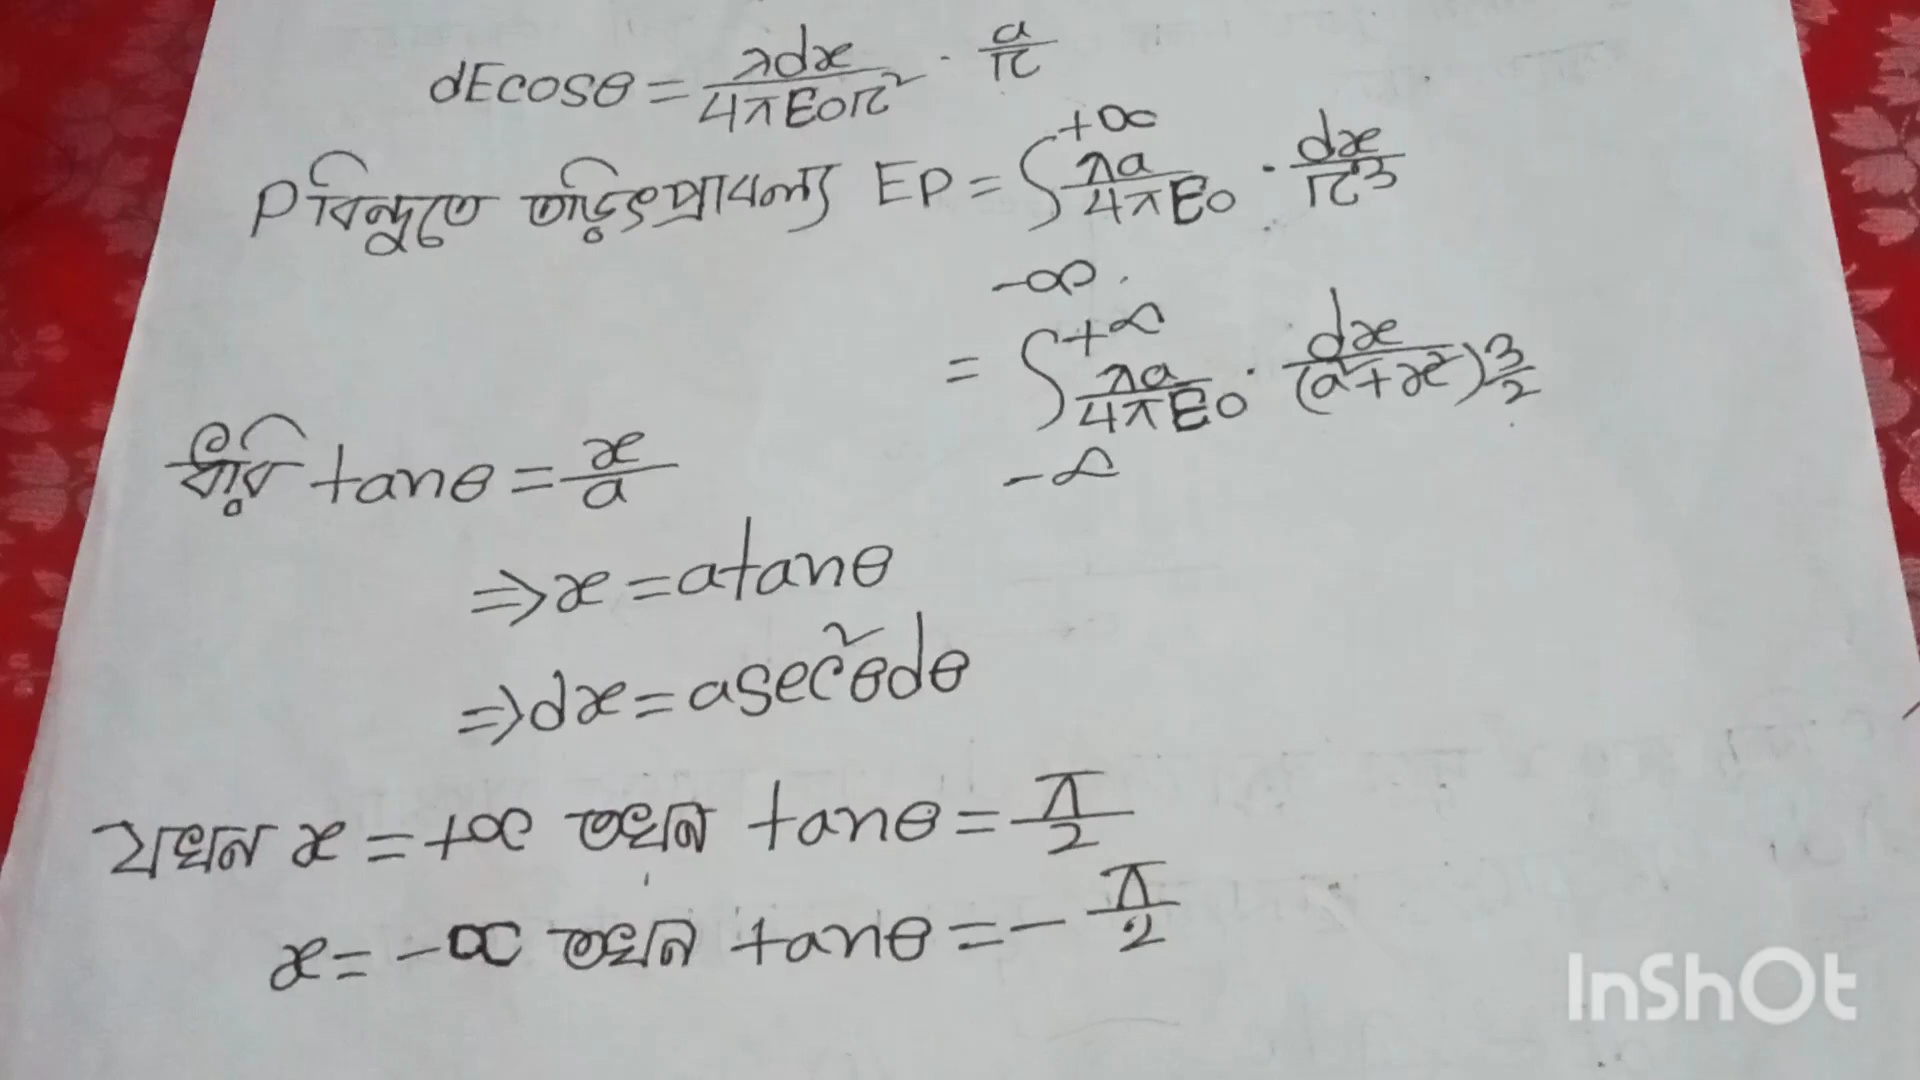 dEcosθ = λdx/4πε0r² · a/r
P বিন্দুতে তড়িৎপ্রাবল্য EP = ∫₋∞⁺∞ λa/4πε0 · dx/r³
= ∫₋∞⁺∞ λa/4πε0 · dx/(a²+x²)3/2
ধরি tanθ = x/a
⇒ x = atanθ
⇒ dx = asec²θdθ
যখন x = +∞ তখন tanθ = π/2
x = -∞ তখন tanθ = - π/2
InShOt